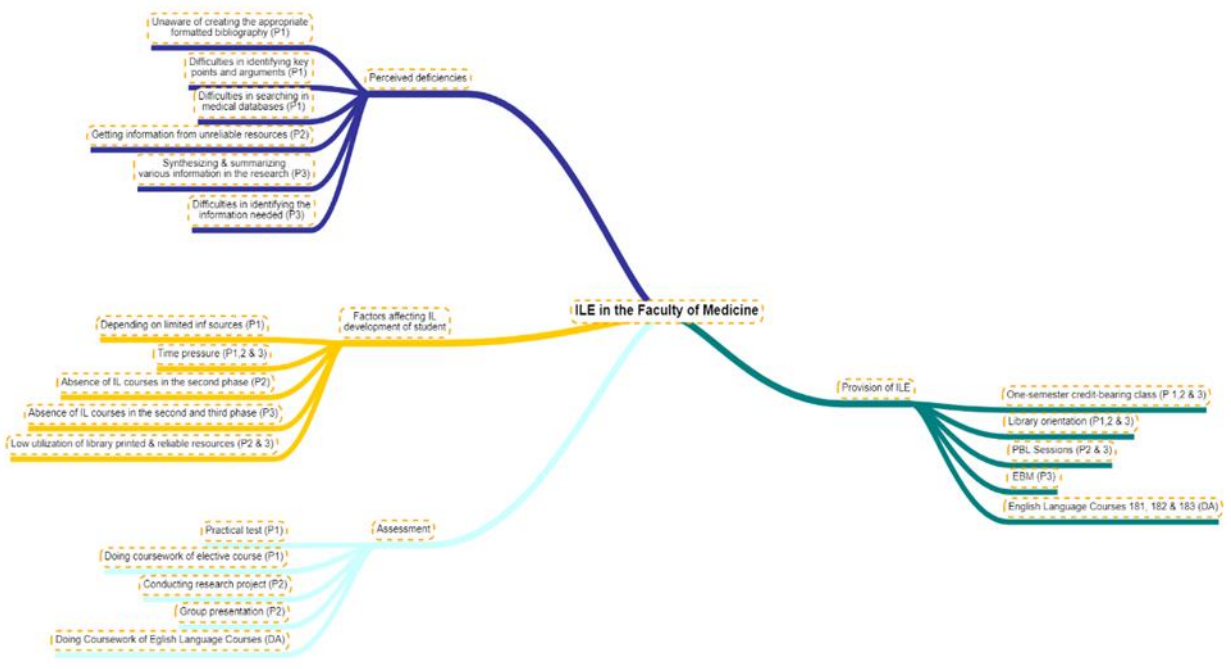 Unaware of creating the appropriate
formatted bibliography (P1)
Difficulties in identifying key
points and arguments (P1)
Difficulties in searching in
medical databases (P1)
Getting information from unreliable resources (P2)
Synthesizing & summarizing
various information in the research (P3)
Difficulties in identifying the
information needed (P3)
Perceived deficiencies
Depending on limited inf sources (P1)
Time pressure (P1,2 & 3)
Absence of IL courses in the second phase (P2)
Absence of IL courses in the second and third phase (P3)
Low utilization of library printed & reliable resources (P2 & 3)
Factors affecting IL
development of student
Practical test (P1)
Doing coursework of elective course (P1)
Conducting research project (P2)
Group presentation (P2)
Doing Coursework of Eglish Language Courses (DA)
Assessment
ILE in the Faculty of Medicine
Provision of ILE
One-semester credit-bearing class (P 1,2 & 3)
Library orientation (P1,2 & 3)
PBL Sessions (P2 & 3)
EBM (P3)
English Language Courses 181, 182 & 183 (DA)